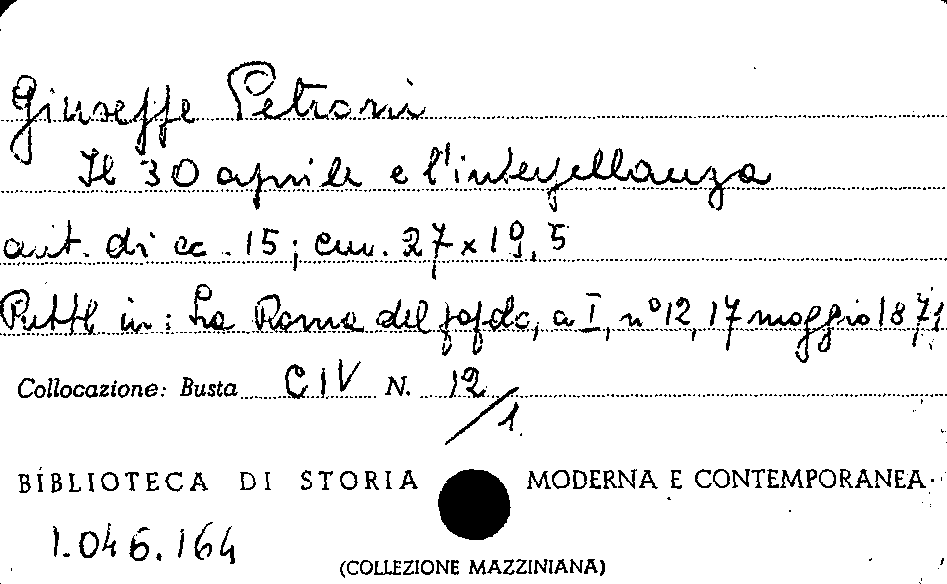 Giuseppe Petroni
Il 30 aprile e l'interpellanza
aut. di cc. 15; cm. 27 x 19,5
Pubbl in: La Roma del popolo, a I, n° 12, 17 maggio 1871
Collocazione: Busta CIV N. 12/1
BIBLIOTECA DI STORIA MODERNA E CONTEMPORANEA
1.046.164
(COLLEZIONE MAZZINIANA)